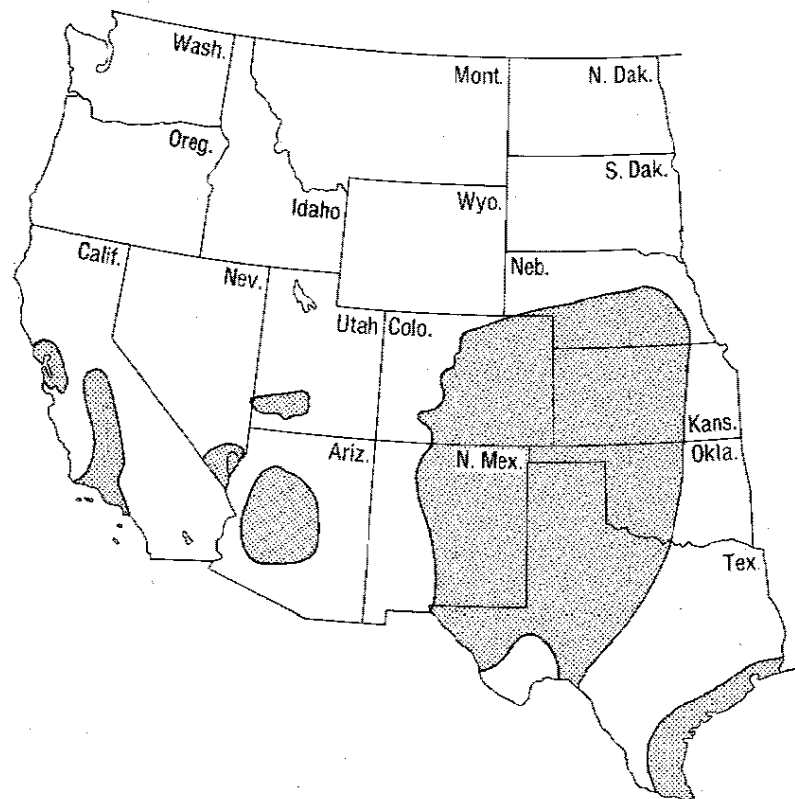 Wash.
Mont.
N. Dak.
Oreg.
S. Dak.
Idaho
Wyo.
Calif.
Nev.
Neb.
Utah
Colo.
Kans.
Ariz.
N. Mex.
Okla.
Tex.